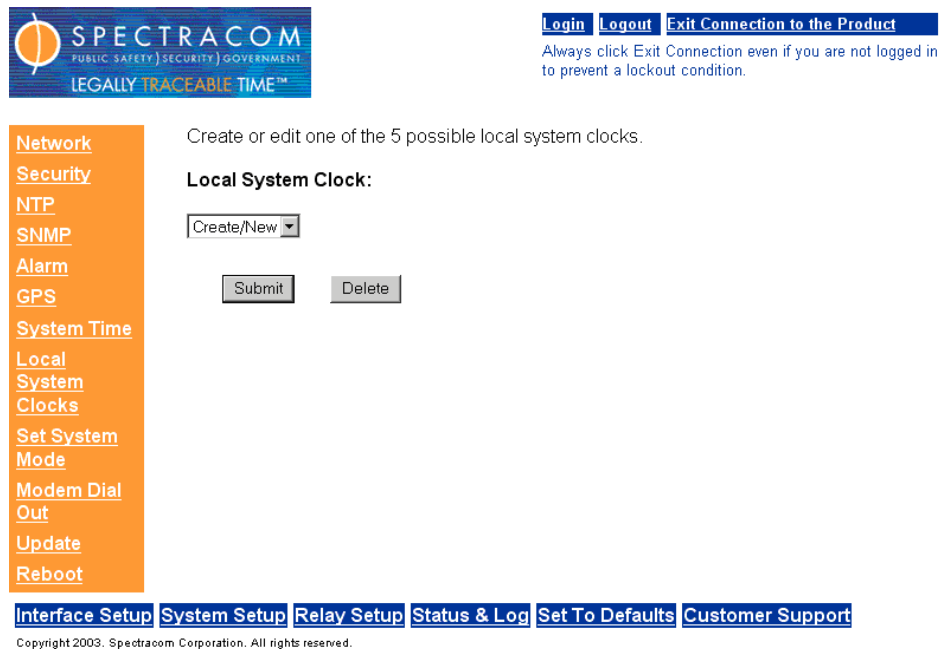 SPECTRACOM
PUBLIC SAFETY ) SECURITY ) GOVERNMENT
LEGALLY TRACEABLE TIME™
Login Logout Exit Connection to the Product
Always click Exit Connection even if you are not logged in
to prevent a lockout condition.
Network
Security
NTP
SNMP
Alarm
GPS
System Time
Local
System
Clocks
Set System
Mode
Modem Dial
Out
Update
Reboot
Create or edit one of the 5 possible local system clocks.
Local System Clock:
Create/New
Submit Delete
Interface Setup System Setup Relay Setup Status & Log Set To Defaults Customer Support
Copyright 2003. Spectracom Corporation. All rights reserved.